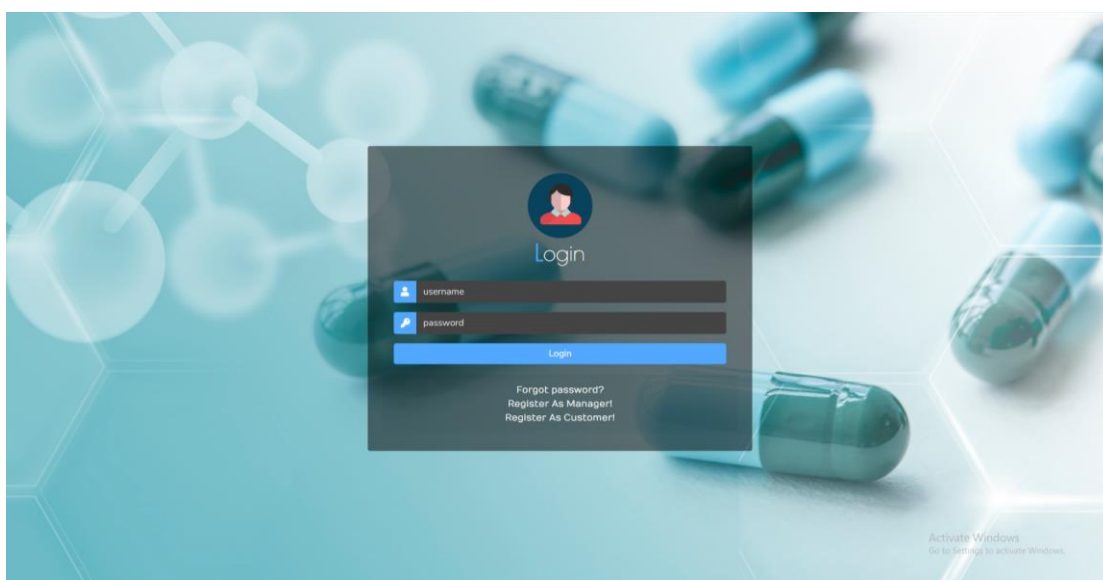 Login
username
password
Login
Forgot password?
Register As Manager!
Register As Customer!
Activate Windows
Go to Settings to activate Windows.